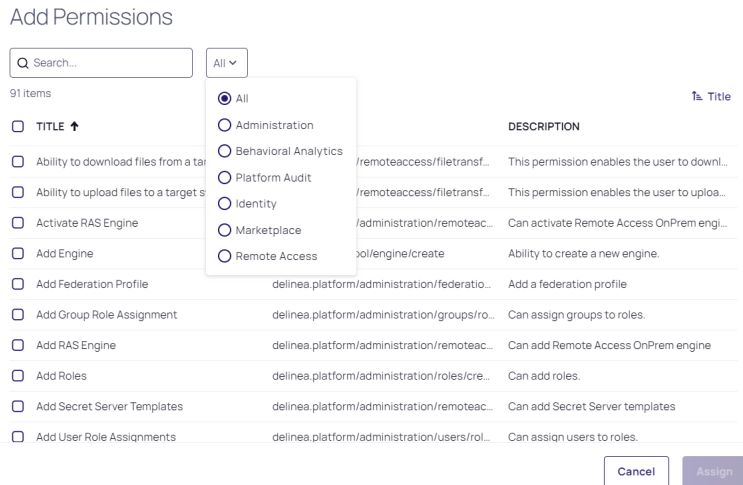 Add Permissions
Search...
All
91 items
Title
All
Administration
Behavioral Analytics
Platform Audit
Identity
Marketplace
Remote Access
TITLE DESCRIPTION
Ability to download files from a tar /remoteaccess/filetransf... This permission enables the user to downl...
Ability to upload files to a target s /remoteaccess/filetransf... This permission enables the user to uploa...
Activate RAS Engine /administration/remoteac... Can activate Remote Access OnPrem engi...
Add Engine ool/engine/create Ability to create a new engine.
Add Federation Profile delinea.platform/administration/federatio... Add a federation profile
Add Group Role Assignment delinea.platform/administration/groups/ro... Can assign groups to roles.
Add RAS Engine delinea.platform/administration/remoteac... Can add Remote Access OnPrem engine
Add Roles delinea.platform/administration/roles/cre... Can add roles.
Add Secret Server Templates delinea.platform/administration/remoteac... Can add Secret Server templates
Add User Role Assignments delinea.platform/administration/users/rol... Can assign users to roles.
Cancel Assign